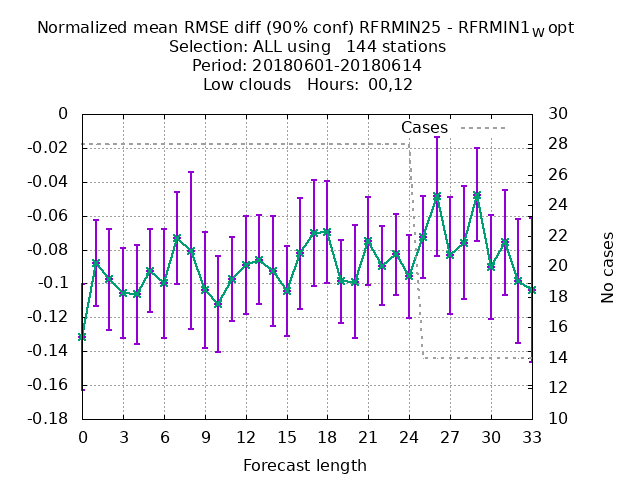 Normalized mean RMSE diff (90% conf) RFRMIN25 - RFRMIN1w opt
Selection: ALL using 144 stations
Period: 20180601-20180614
Low clouds Hours: 00,12
Cases
0
-0.02
-0.04
-0.06
-0.08
-0.1
-0.12
-0.14
-0.16
-0.18
30
28
26
24
22
20
18
16
14
12
10
No cases
0 3 6 9 12 15 18 21 24 27 30 33
Forecast length